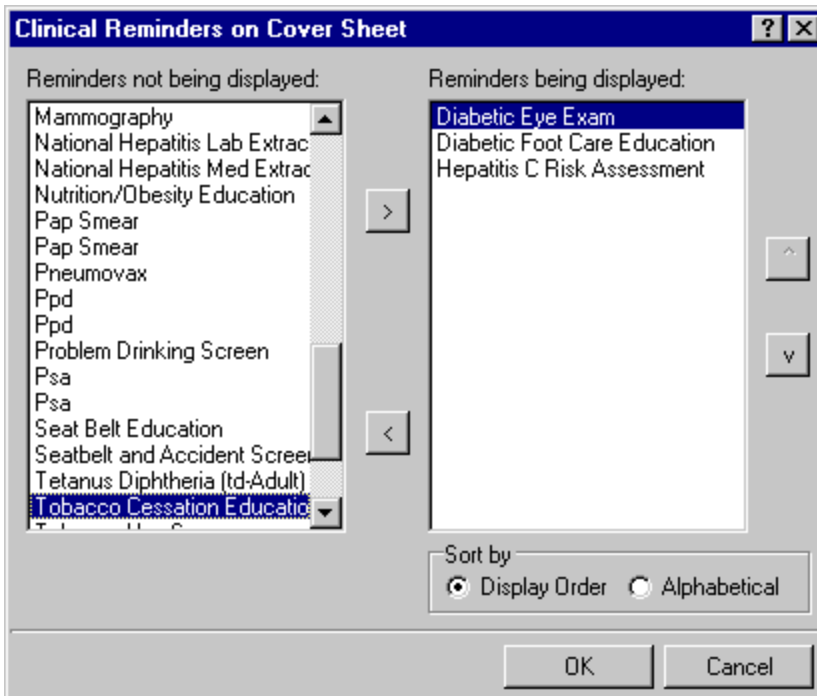 Clinical Reminders on Cover Sheet
? X
Reminders not being displayed:
Mammography
National Hepatitis Lab Extrac
National Hepatitis Med Extrac
Nutrition/Obesity Education
Pap Smear
Pap Smear
Pneumovax
Ppd
Ppd
Problem Drinking Screen
Psa
Psa
Seat Belt Education
Seatbelt and Accident Screen
Tetanus Diphtheria (td-Adult)
Tobacco Cessation Educatio
>
<
Reminders being displayed:
Diabetic Eye Exam
Diabetic Foot Care Education
Hepatitis C Risk Assessment
^
v
Sort by
Display Order
Alphabetical
OK
Cancel